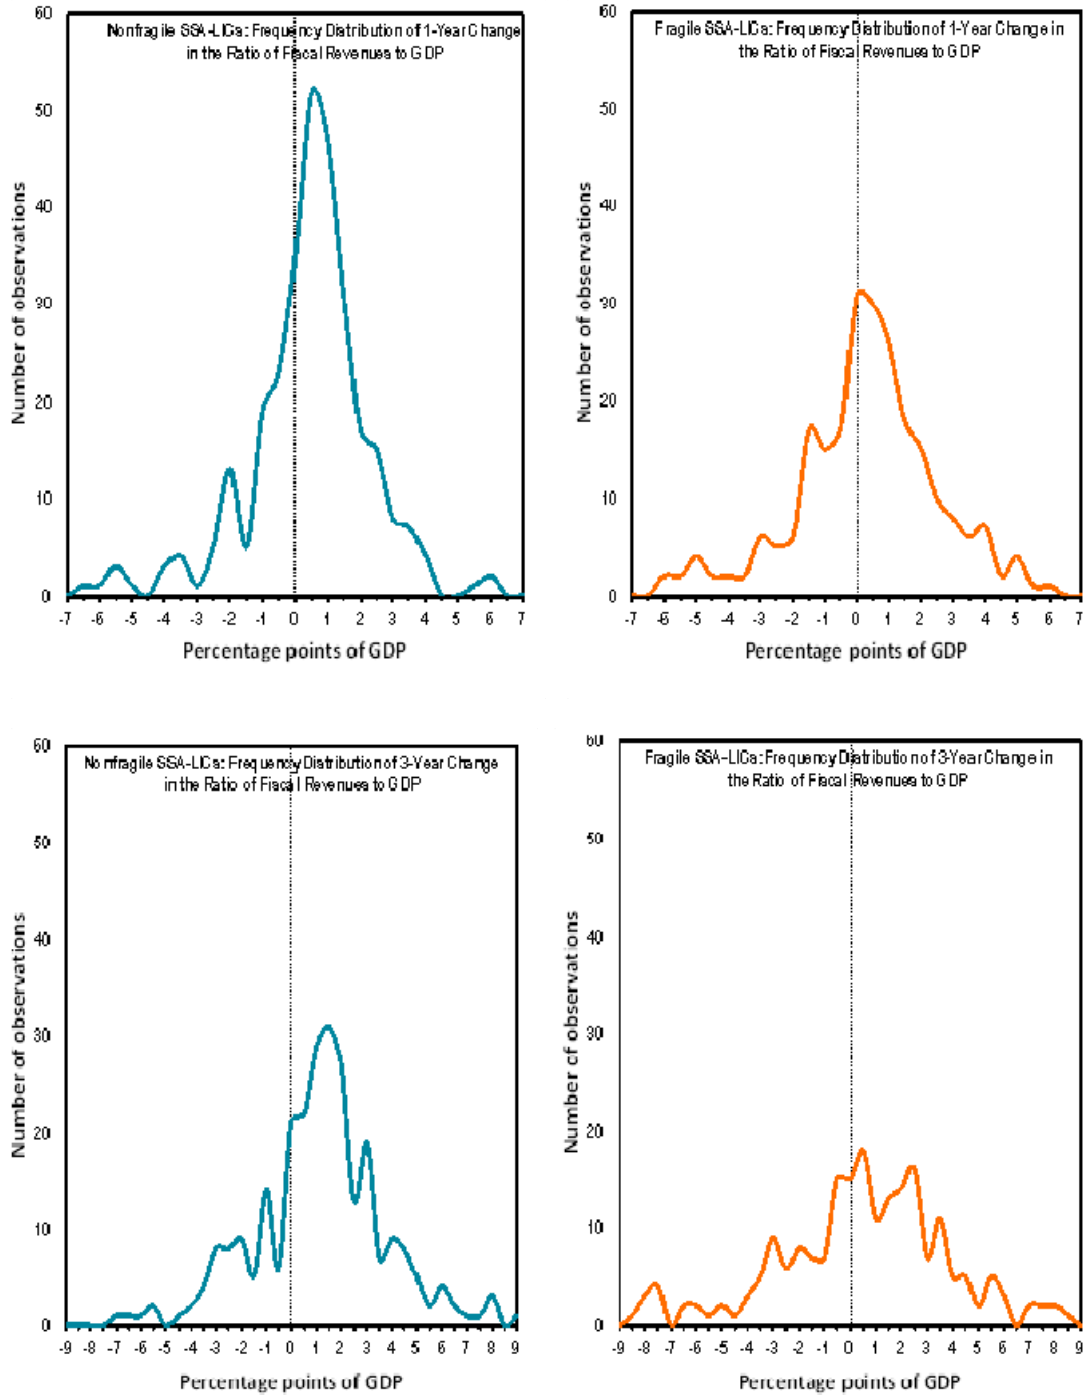 Nonfragile SSA-LICs: Frequency Distribution of 1-Year Change
in the Ratio of Fiscal Revenues to GDP
60
50
40
30
20
10
0
Number of observations
-7 -6 -5 -4 -3 -2 -1 0 1 2 3 4 5 6 7
Percentage points of GDP
Fragile SSA-LICs: Frequency Distribution of 1-Year Change in
the Ratio of Fiscal Revenues to GDP
60
50
40
30
20
10
0
Number of observations
-7 -6 -5 -4 -3 -2 -1 0 1 2 3 4 5 6 7
Percentage points of GDP
Nonfragile SSA-LICs: Frequency Distribution of 3-Year Change
in the Ratio of Fiscal Revenues to GDP
60
50
40
30
20
10
0
Number of observations
-9 -8 -7 -6 -5 -4 -3 -2 -1 0 1 2 3 4 5 6 7 8 9
Percentage points of GDP
Fragile SSA-LICs: Frequency Distribution of 3-Year Change in
the Ratio of Fiscal Revenues to GDP
60
50
40
30
20
10
0
Number of observations
-9 -8 -7 -6 -5 -4 -3 -2 -1 0 1 2 3 4 5 6 7 8 9
Percentage points of GDP